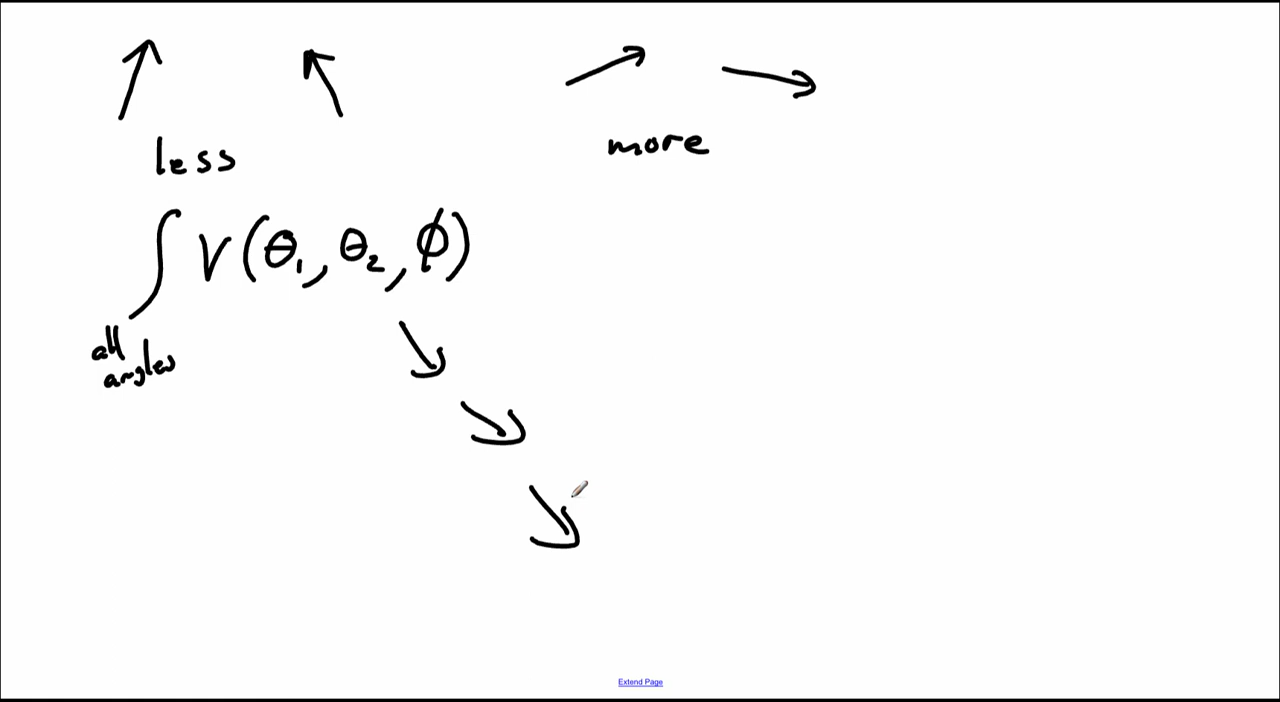 less
more
∫ V(θ₁, θ₂, ϕ)
all
angles
Extend Page